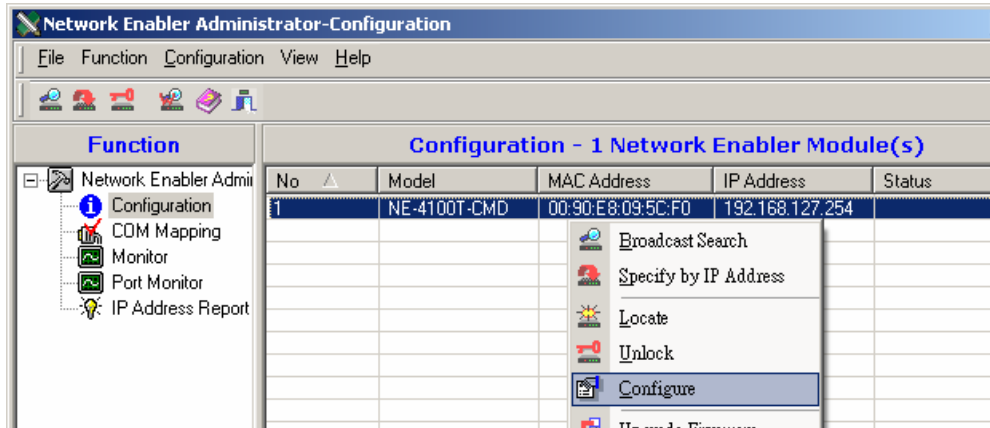 Network Enabler Administrator-Configuration
File Function Configuration View Help
Function
Configuration - 1 Network Enabler Module(s)
Network Enabler Admi
Configuration
COM Mapping
Monitor
Port Monitor
IP Address Report
No Model MAC Address IP Address Status
1 NE-4100T-CMD 00:90:E8:09:5C:F0 192.168.127.254
Broadcast Search
Specify by IP Address
Locate
Unlock
Configure
Upgrade Firmware